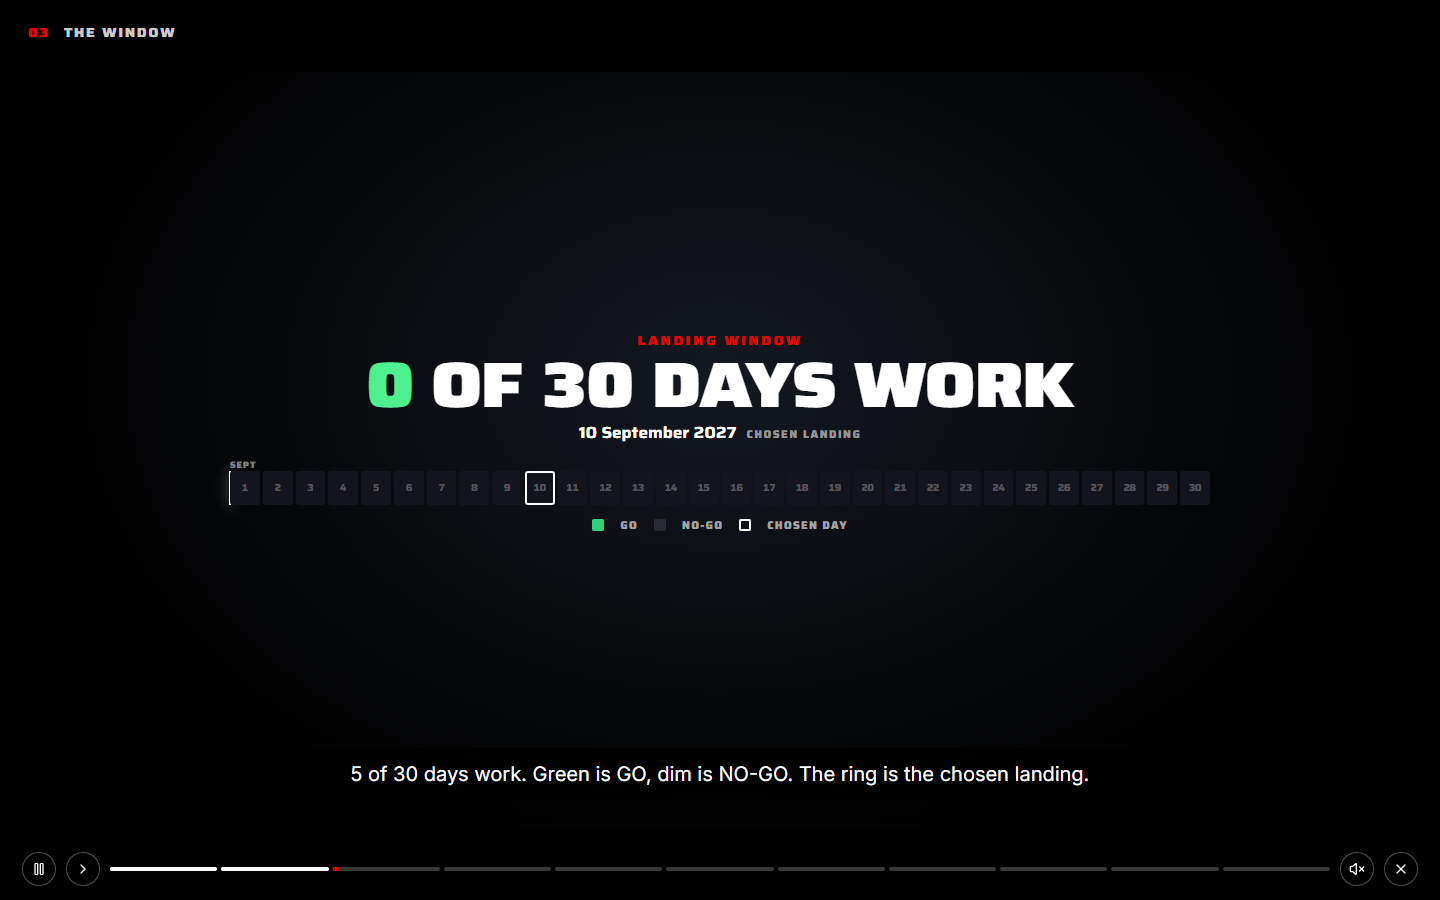 03 THE WINDOW
LANDING WINDOW
0 OF 30 DAYS WORK
10 September 2027 CHOSEN LANDING
SEPT
1 2 3 4 5 6 7 8 9 10 11 12 13 14 15 16 17 18 19 20 21 22 23 24 25 26 27 28 29 30
GO NO-GO CHOSEN DAY
5 of 30 days work. Green is GO, dim is NO-GO. The ring is the chosen landing.